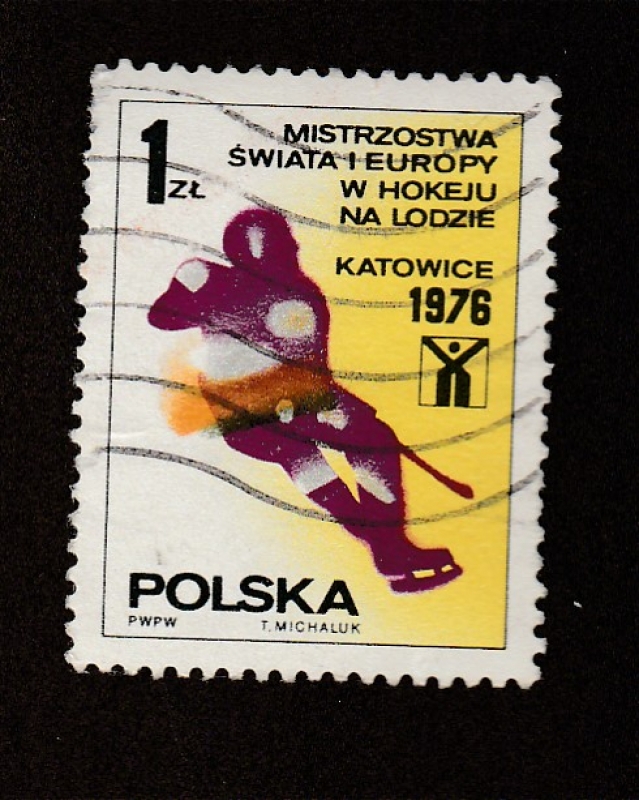 1 ZŁ
MISTRZOSTWA
ŚWIATA I EUROPY
W HOKEJU
NA LODZIE
KATOWICE
1976
POLSKA
PWPW T. MICHALUK